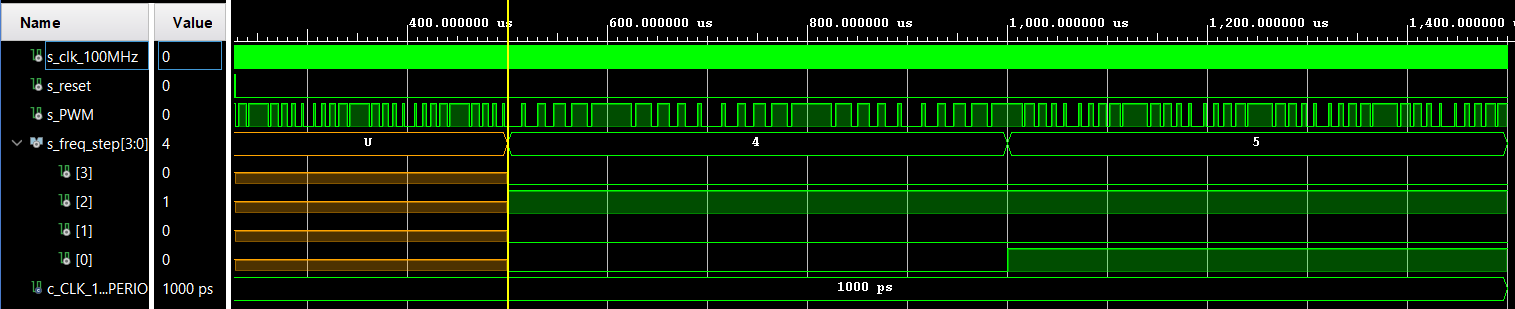 Name Value
400.000000 us 600.000000 us 800.000000 us 1,000.000000 us 1,200.000000 us 1,400.000000 us
s_clk_100MHz 0
s_reset 0
s_PWM 0
s_freq_step[3:0] 4 U 4 5
[3] 0
[2] 1
[1] 0
[0] 0
c_CLK_1...PERIO 1000 ps 1000 ps